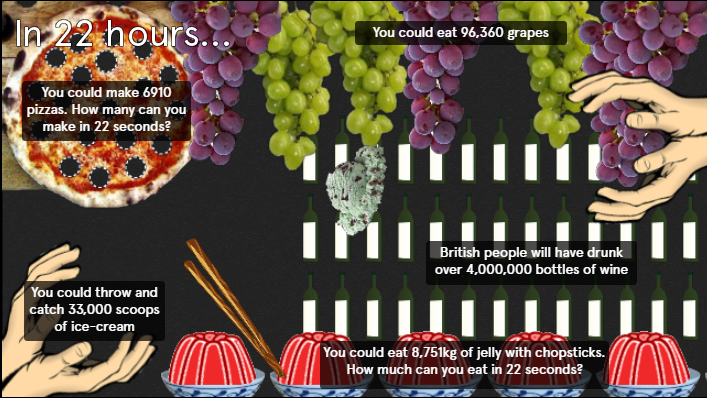 In 22 hours...
You could eat 96,360 grapes
You could make 6910
pizzas. How many can you
make in 22 seconds?
British people will have drunk
over 4,000,000 bottles of wine
You could throw and
catch 33,000 scoops
of ice-cream
You could eat 8,751kg of jelly with chopsticks.
How much can you eat in 22 seconds?